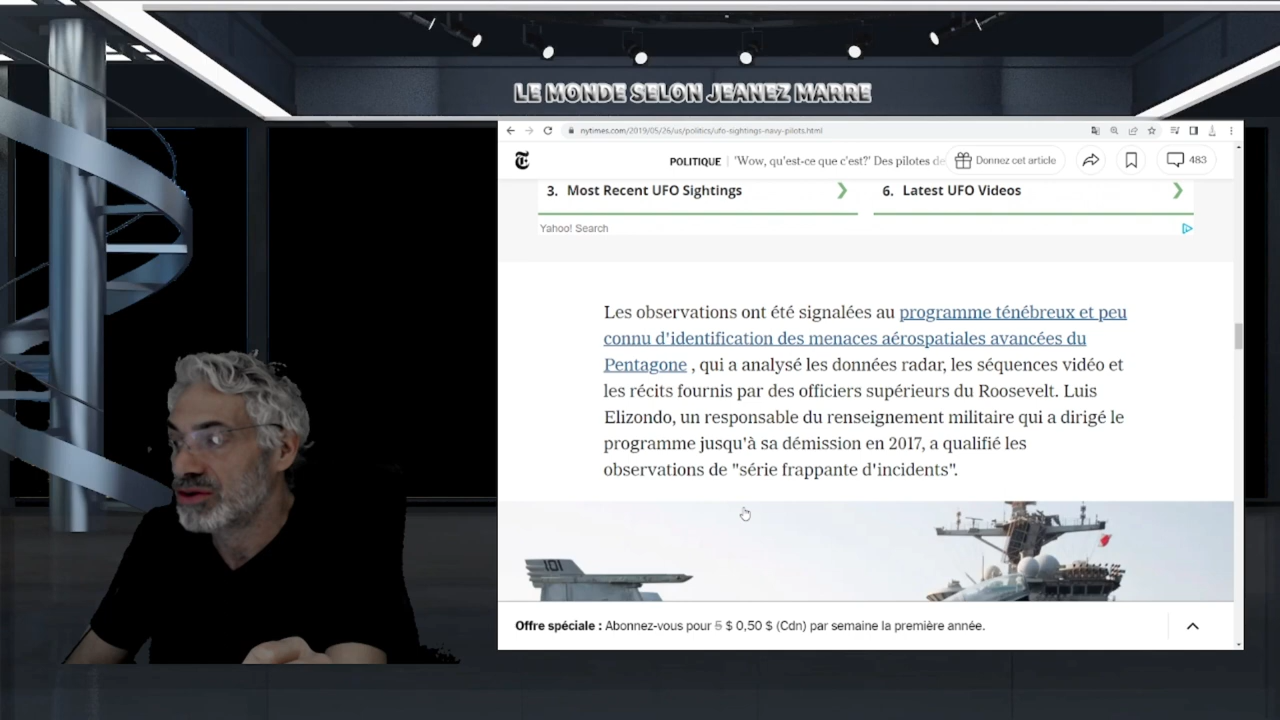 LE MONDE SELON JEANEZ MARRE
nytimes.com/2019/05/26/us/politics/ufo-sightings-navy-pilots.html
POLITIQUE | 'Wow, qu'est-ce que c'est?' Des pilotes de
Donnez cet article
483
3. Most Recent UFO Sightings
6. Latest UFO Videos
Yahoo! Search
Les observations ont été signalées au programme ténébreux et peu
connu d'identification des menaces aérospatiales avancées du
Pentagone , qui a analysé les données radar, les séquences vidéo et
les récits fournis par des officiers supérieurs du Roosevelt. Luis
Elizondo, un responsable du renseignement militaire qui a dirigé le
programme jusqu'à sa démission en 2017, a qualifié les
observations de "série frappante d'incidents".
101
Offre spéciale : Abonnez-vous pour 5 $ 0,50 $ (Cdn) par semaine la première année.